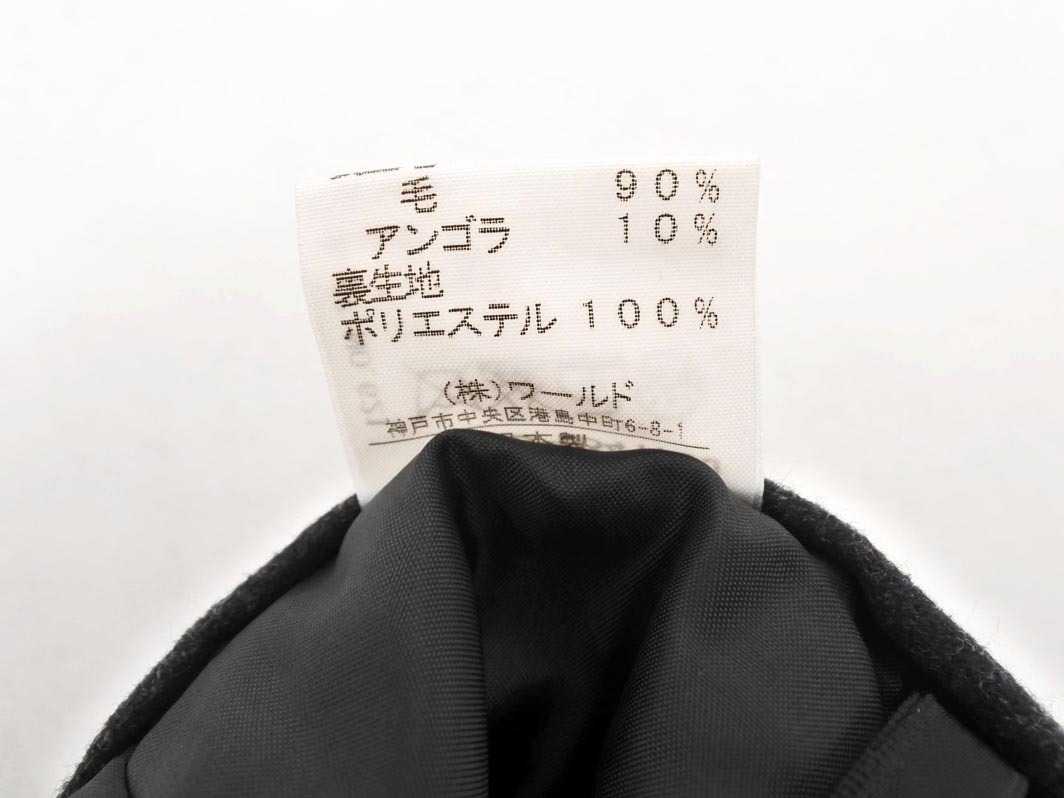 毛 90%
アンゴラ 10%
裏生地
ポリエステル 100%
(株)ワールド
神戸市中央区港島中町6-8-1